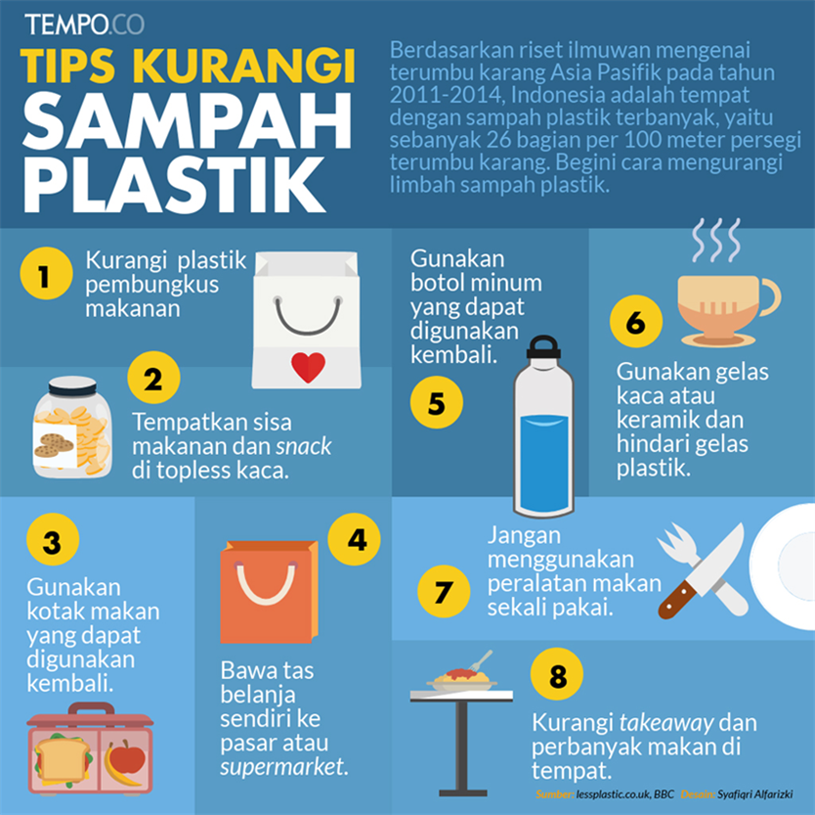 TEMPO.CO
TIPS KURANGI
SAMPAH
PLASTIK
Berdasarkan riset ilmuwan mengenai
terumbu karang Asia Pasifik pada tahun
2011-2014, Indonesia adalah tempat
dengan sampah plastik terbanyak, yaitu
sebanyak 26 bagian per 100 meter persegi
terumbu karang. Begini cara mengurangi
limbah sampah plastik.
1
Kurangi plastik
pembungkus
makanan
2
Tempatkan sisa
makanan dan snack
di topless kaca.
3
Gunakan
kotak makan
yang dapat
digunakan
kembali.
4
Bawa tas
belanja
sendiri ke
pasar atau
supermarket.
Gunakan
botol minum
yang dapat
digunakan
kembali.
5
6
Gunakan gelas
kaca atau
keramik dan
hindari gelas
plastik.
Jangan
menggunakan
peralatan makan
sekali pakai.
7
8
Kurangi takeaway dan
perbanyak makan di
tempat.
Sumber: lessplastic.co.uk, BBC Desain: Syafiqri Alfarizki